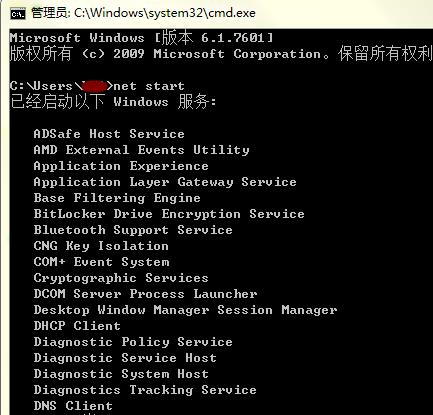 管理员: C:\Windows\system32\cmd.exe
Microsoft Windows [版本 6.1.7601]
版权所有 (c) 2009 Microsoft Corporation。保留所有权利
C:\Users\ >net start
已经启动以下 Windows 服务:
ADSafe Host Service
AMD External Events Utility
Application Experience
Application Layer Gateway Service
Base Filtering Engine
BitLocker Drive Encryption Service
Bluetooth Support Service
CNG Key Isolation
COM+ Event System
Cryptographic Services
DCOM Server Process Launcher
Desktop Window Manager Session Manager
DHCP Client
Diagnostic Policy Service
Diagnostic Service Host
Diagnostic System Host
Diagnostics Tracking Service
DNS Client